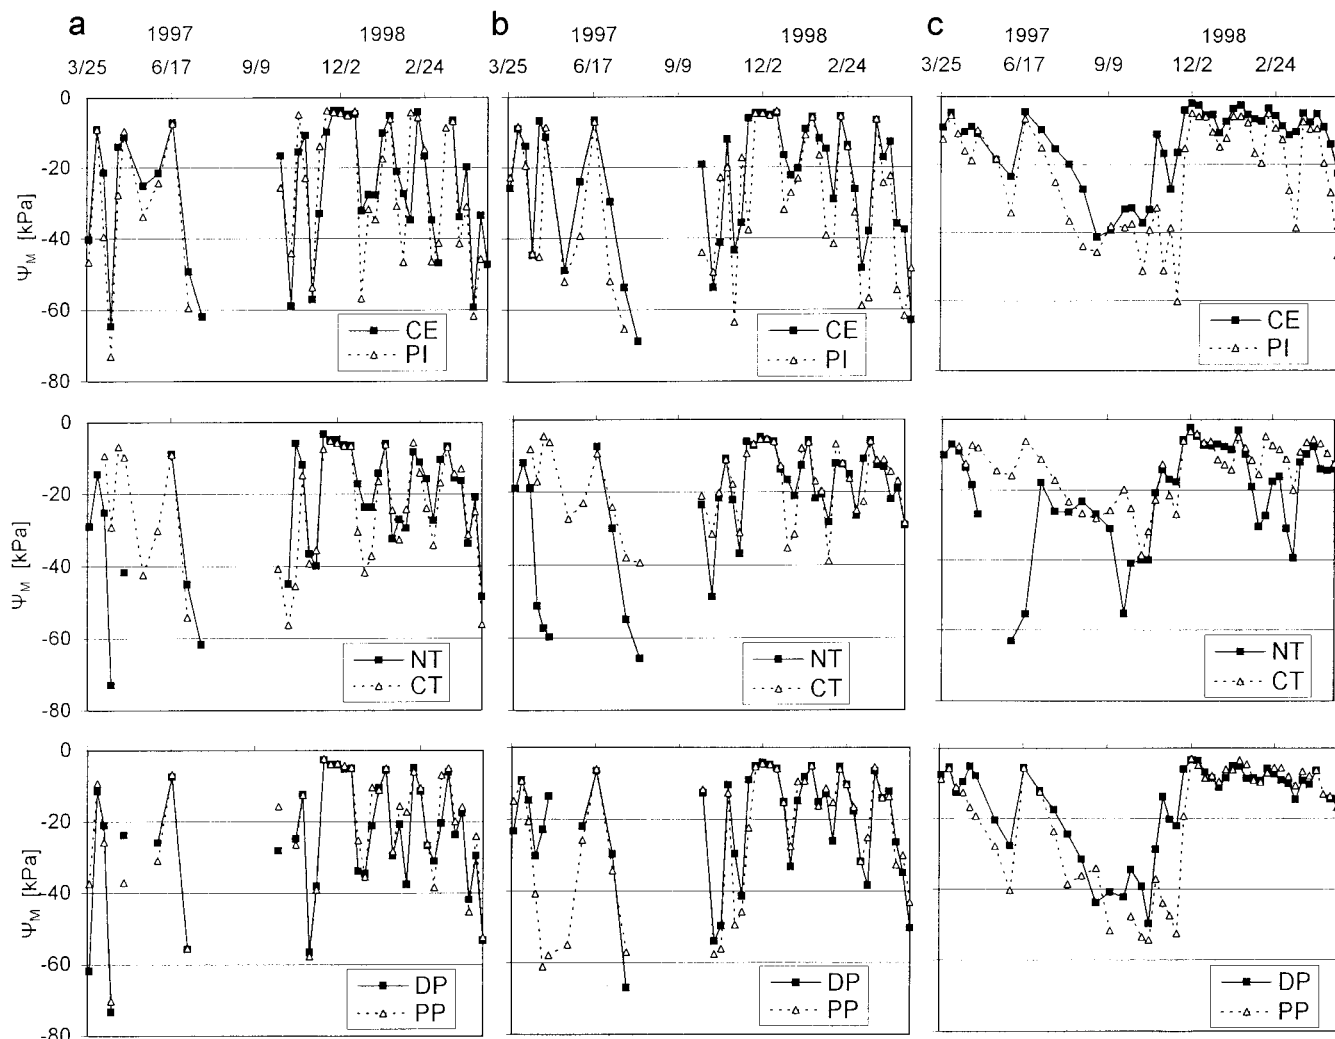 a
1997
1998
3/25 6/17 9/9 12/2 2/24
b
1997
1998
3/25 6/17 9/9 12/2 2/24
c
1997
1998
3/25 6/17 9/9 12/2 2/24
0
-20
-40
-60
-80
ΨM [kPa]
CE
PI
CE
PI
CE
PI
0
-20
-40
-60
-80
ΨM [kPa]
NT
CT
NT
CT
NT
CT
0
-20
-40
-60
-80
ΨM [kPa]
DP
PP
DP
PP
DP
PP